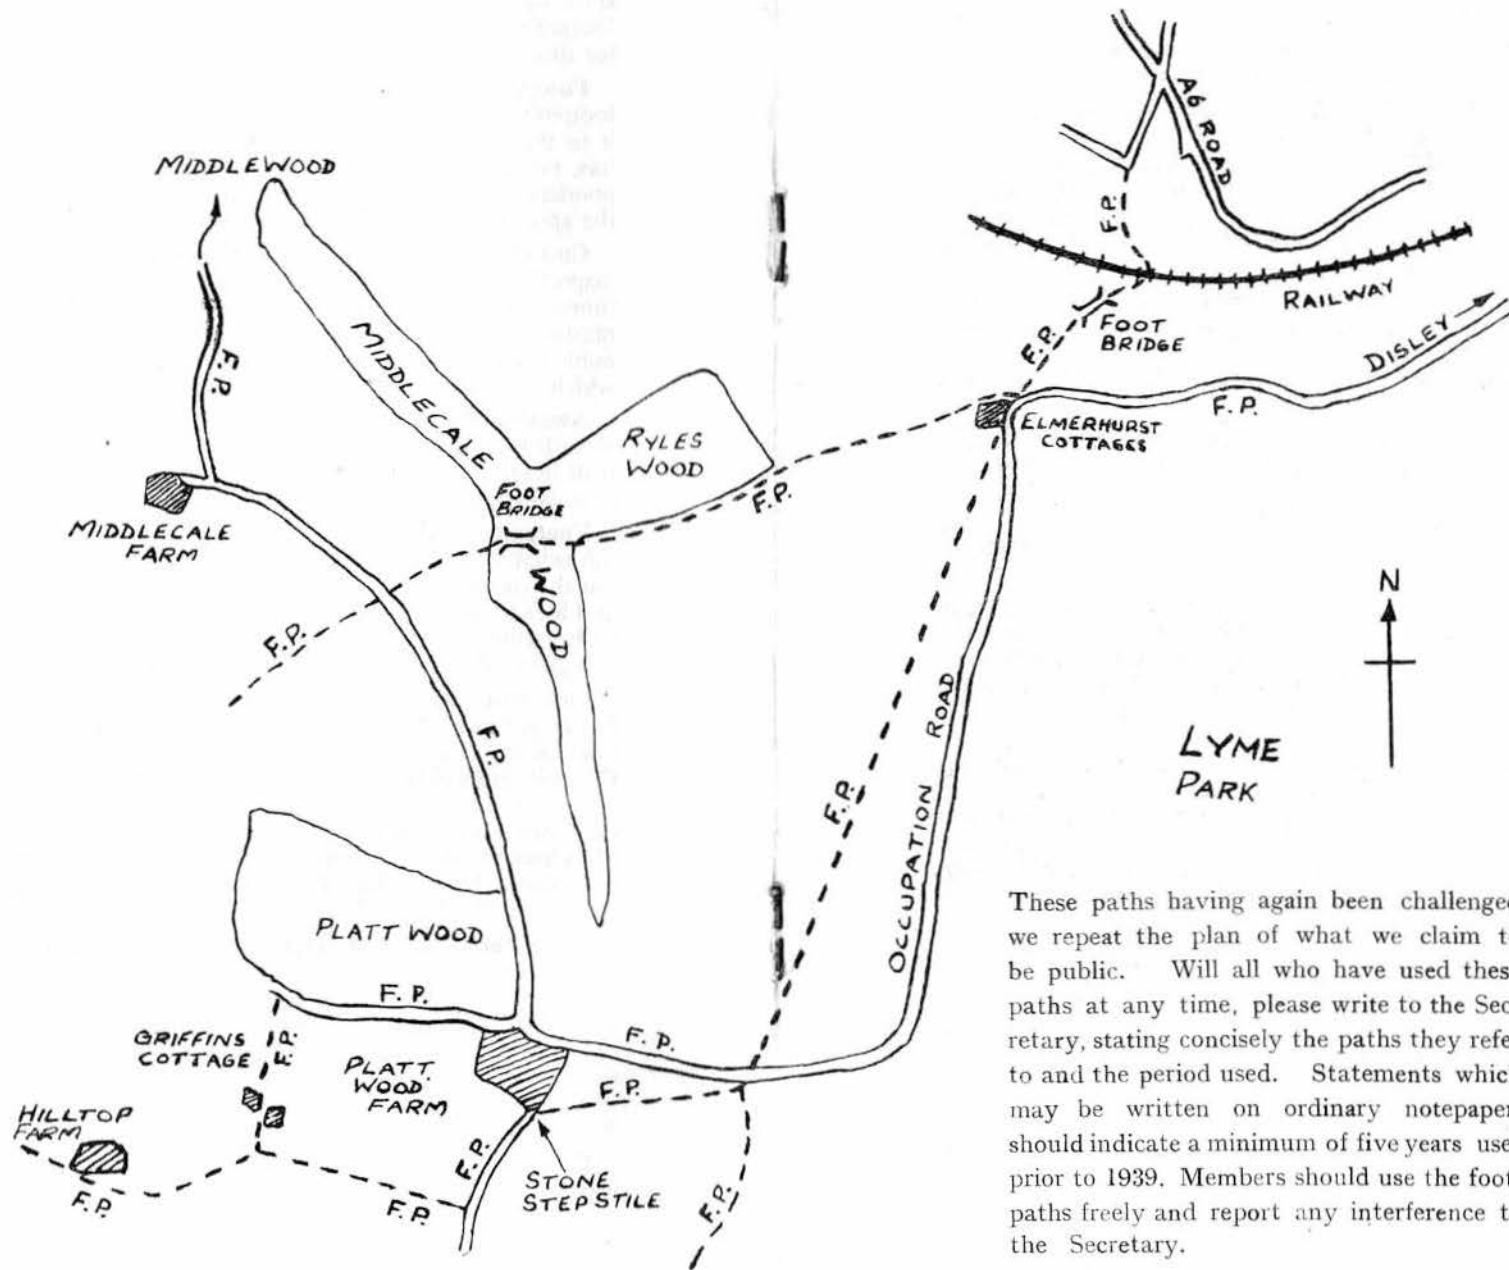 A6 ROAD
MIDDLEWOOD
F.P.
RAILWAY
FOOT
BRIDGE
DISLEY
F.P.
F.P.
MIDDLECALE
WOOD
F.P.
RYLES
WOOD
F.P.
ELMERHURST
COTTAGES
FOOT
BRIDGE
F.P.
MIDDLECALE
FARM
N
F.P.
F.P.
ROAD
OCCUPATION
LYME
PARK
F.P.
PLATT WOOD
F.P.
F.P.
GRIFFINS
COTTAGE
F.P.
PLATT
WOOD
FARM
F.P.
HILLTOP
FARM
F.P.
F.P.
F.P.
STONE
STEP STILE
F.P.
These paths having again been challenged
we repeat the plan of what we claim t
be public. Will all who have used thes
paths at any time, please write to the Sec
retary, stating concisely the paths they refe
to and the period used. Statements whic
may be written on ordinary notepaper
should indicate a minimum of five years use
prior to 1939. Members should use the foot
paths freely and report any interference t
the Secretary.